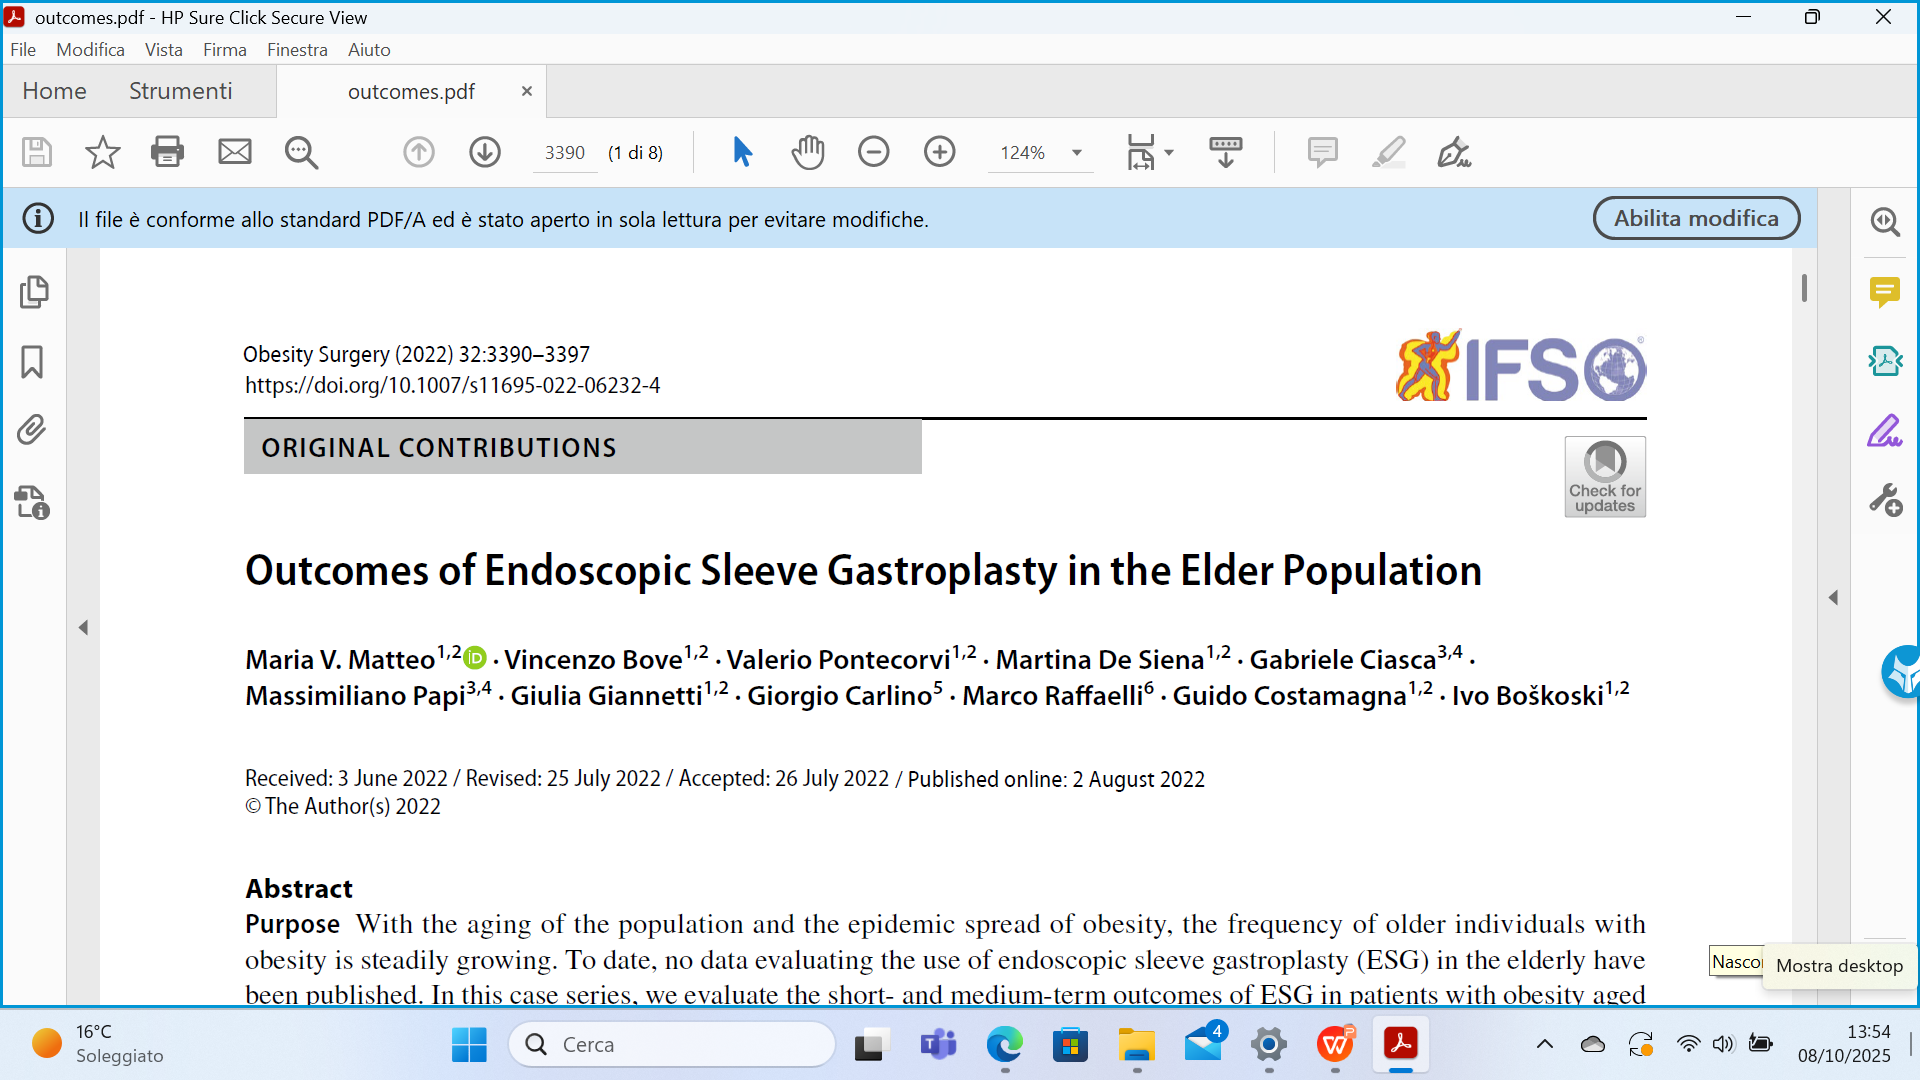 outcomes.pdf - HP Sure Click Secure View
File Modifica Vista Firma Finestra Aiuto
Home Strumenti outcomes.pdf
3390 (1 di 8) 124%
Il file è conforme allo standard PDF/A ed è stato aperto in sola lettura per evitare modifiche. Abilita modifica
Obesity Surgery (2022) 32:3390–3397
https://doi.org/10.1007/s11695-022-06232-4
IFSO
ORIGINAL CONTRIBUTIONS
Check for
updates
Outcomes of Endoscopic Sleeve Gastroplasty in the Elder Population
Maria V. Matteo1,2 iD · Vincenzo Bove1,2 · Valerio Pontecorvi1,2 · Martina De Siena1,2 · Gabriele Ciasca3,4 ·
Massimiliano Papi3,4 · Giulia Giannetti1,2 · Giorgio Carlino5 · Marco Raffaelli6 · Guido Costamagna1,2 · Ivo Boškoski1,2
Received: 3 June 2022 / Revised: 25 July 2022 / Accepted: 26 July 2022 / Published online: 2 August 2022
© The Author(s) 2022
Abstract
Purpose With the aging of the population and the epidemic spread of obesity, the frequency of older individuals with
obesity is steadily growing. To date, no data evaluating the use of endoscopic sleeve gastroplasty (ESG) in the elderly have
been published. In this case series, we evaluate the short- and medium-term outcomes of ESG in patients with obesity aged
Mostra desktop
16°C
Soleggiato
Cerca
4
13:54
08/10/2025